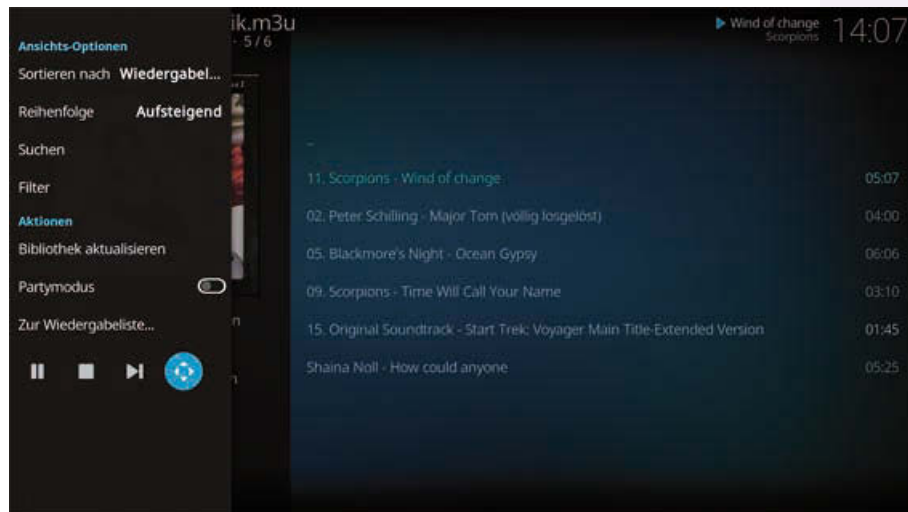 ik.m3u
· 5 / 6
Wind of change
Scorpions
14:07
Ansichts-Optionen
Sortieren nach Wiedergabel...
Reihenfolge Aufsteigend
Suchen
Filter
Aktionen
Bibliothek aktualisieren
Partymodus
Zur Wiedergabeliste...
11. Scorpions - Wind of change 05:07
02. Peter Schilling - Major Tom (völlig losgelöst) 04:00
05. Blackmore's Night - Ocean Gypsy 06:06
09. Scorpions - Time Will Call Your Name 03:10
15. Original Soundtrack - Start Trek: Voyager Main Title-Extended Version 01:45
Shaina Noll - How could anyone 05:25